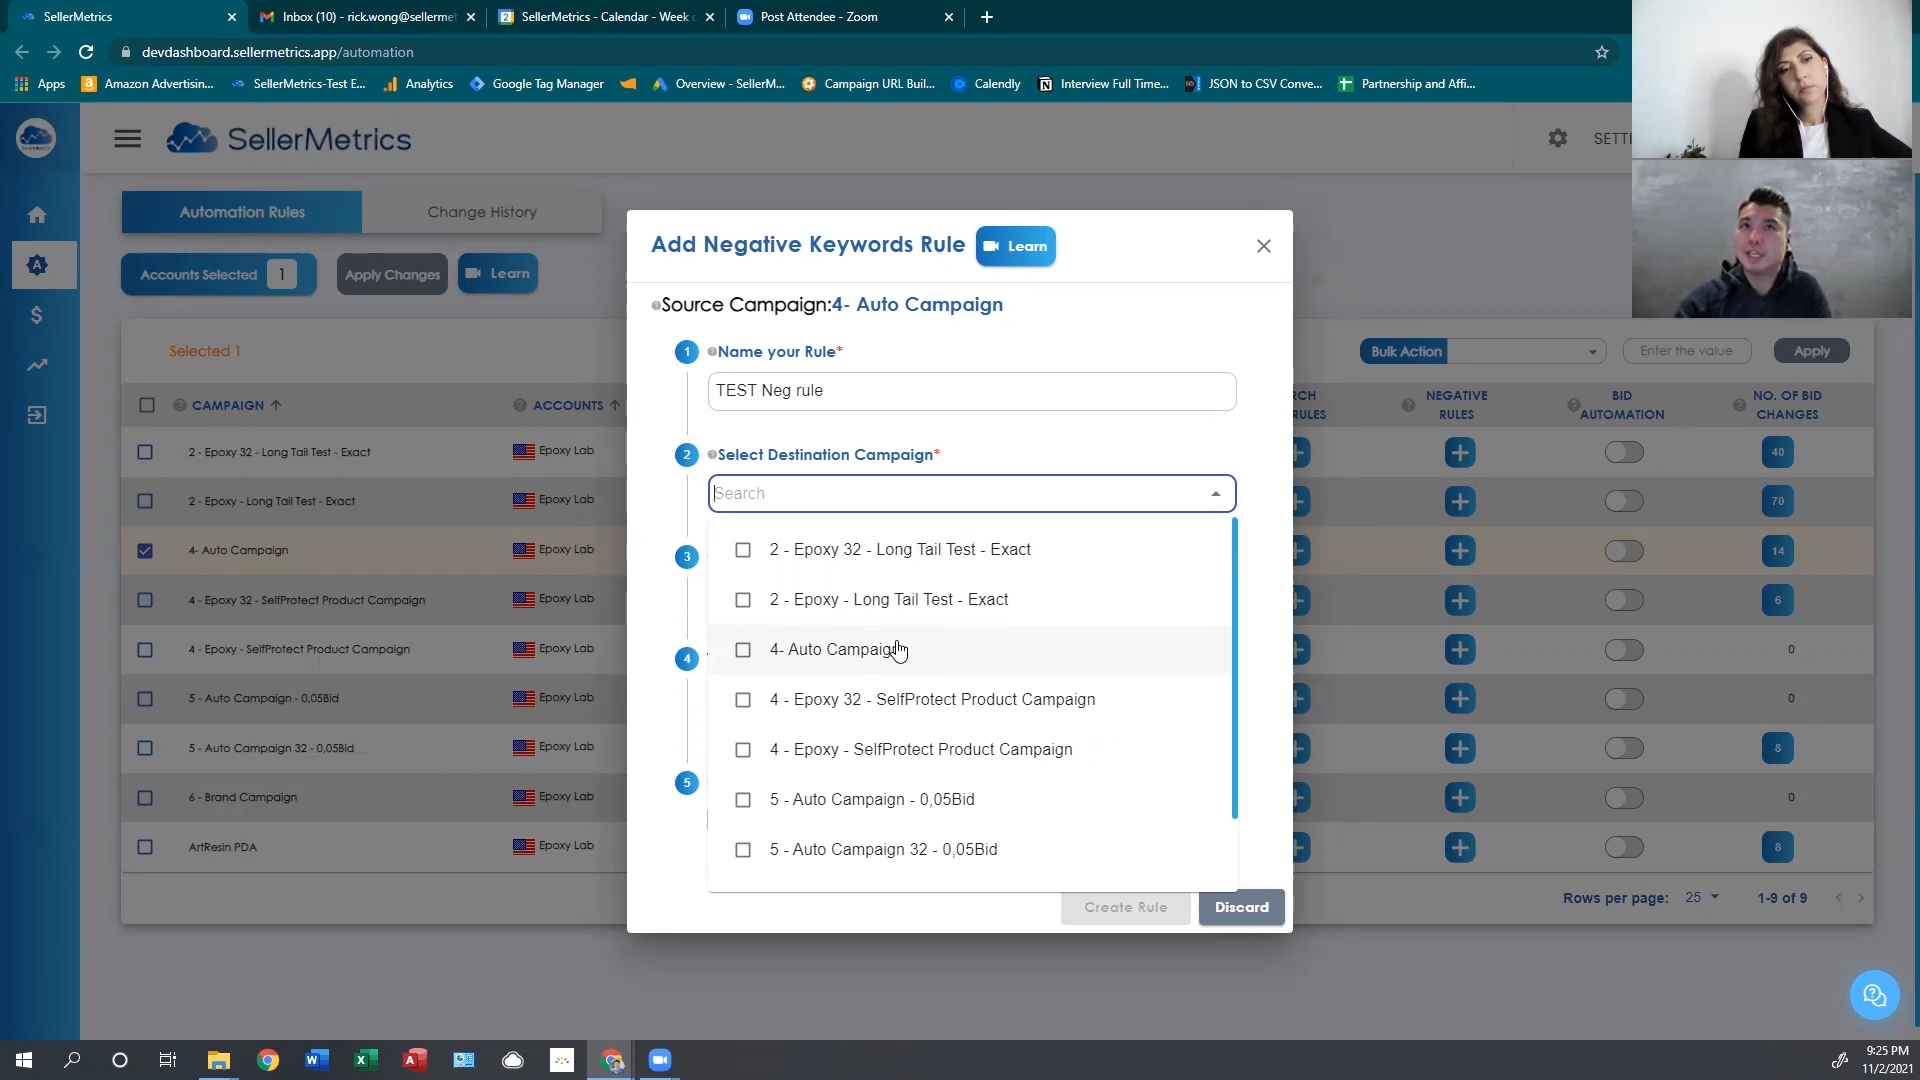 SellerMetrics
Inbox (10) - rick.wong@sellermet
SellerMetrics - Calendar - Week o
Post Attendee - Zoom
devdashboard.sellermetrics.app/automation
Apps
Amazon Advertisin...
SellerMetrics-Test E...
Analytics
Google Tag Manager
Overview - SellerM...
Campaign URL Buil...
Calendly
Interview Full Time...
JSON to CSV Conve...
Partnership and Affi...
SellerMetrics
SETTI
Automation Rules
Change History
Accounts Selected 1
Apply Changes
Learn
Selected 1
Bulk Action
Enter the value
Apply
CAMPAIGN
ACCOUNTS
RCH
RULES
NEGATIVE
RULES
BID
AUTOMATION
NO. OF BID
CHANGES
2 - Epoxy 32 - Long Tail Test - Exact
Epoxy Lab
40
2 - Epoxy - Long Tail Test - Exact
Epoxy Lab
70
4- Auto Campaign
Epoxy Lab
14
4 - Epoxy 32 - SelfProtect Product Campaign
Epoxy Lab
6
4 - Epoxy - SelfProtect Product Campaign
Epoxy Lab
0
5 - Auto Campaign - 0,05Bid
Epoxy Lab
0
5 - Auto Campaign 32 - 0,05Bid
Epoxy Lab
8
6 - Brand Campaign
Epoxy Lab
0
ArtResin PDA
Epoxy Lab
8
Rows per page: 25
1-9 of 9
Add Negative Keywords Rule
Learn
Source Campaign:4- Auto Campaign
1
Name your Rule*
TEST Neg rule
2
Select Destination Campaign*
Search
3
4
5
2 - Epoxy 32 - Long Tail Test - Exact
2 - Epoxy - Long Tail Test - Exact
4- Auto Campaign
4 - Epoxy 32 - SelfProtect Product Campaign
4 - Epoxy - SelfProtect Product Campaign
5 - Auto Campaign - 0,05Bid
5 - Auto Campaign 32 - 0,05Bid
Create Rule
Discard
9:25 PM
11/2/2021